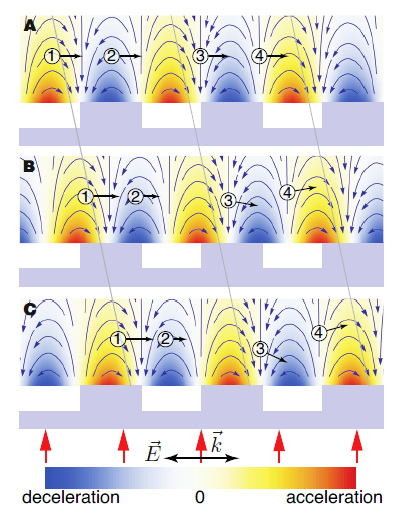 A
① ② ③ ④
B
① ② ③ ④
C
① ② ③ ④
E⃗ k⃗
deceleration 0 acceleration